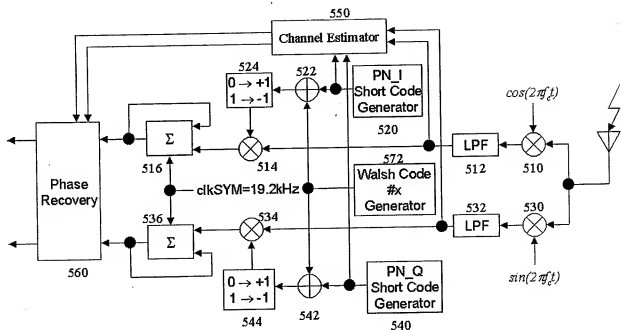 550
Channel Estimator
524
0 → +1
1 → -1
522
PN_I
Short Code
Generator
520
cos(2πf_c t)
Σ
516
514
LPF
512
510
Phase
Recovery
560
clkSYM=19.2kHz
572
Walsh Code
#x
Generator
536
Σ
534
532
LPF
530
0 → +1
1 → -1
544
542
PN_Q
Short Code
Generator
540
sin(2πf_c t)